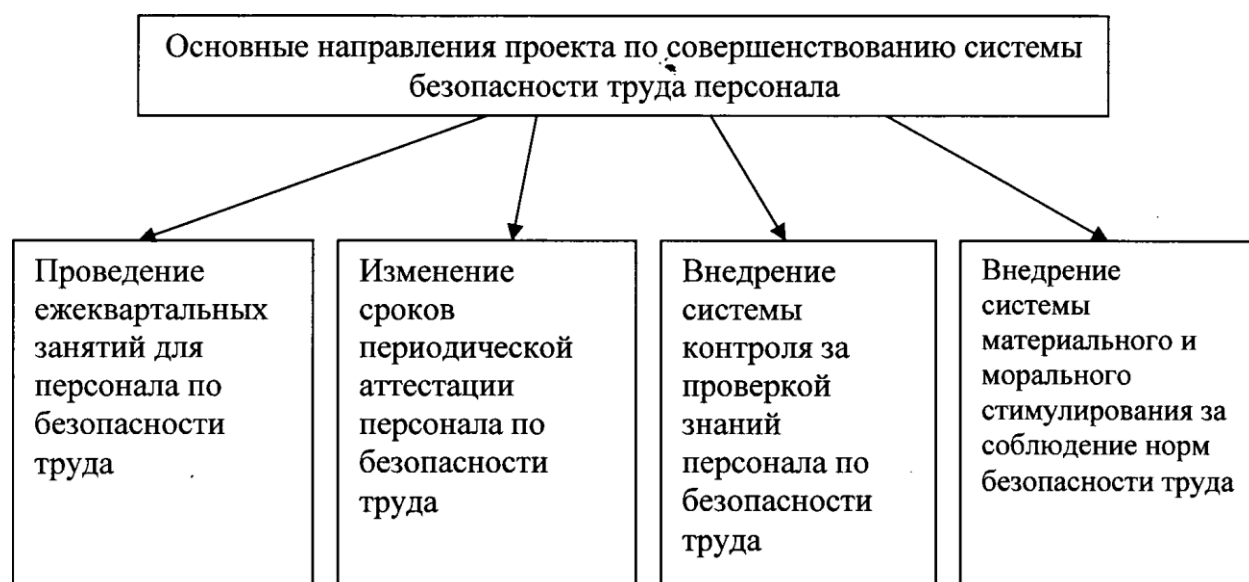 Основные направления проекта по совершенствованию системы
безопасности труда персонала
Проведение
ежеквартальных
занятий для
персонала по
безопасности
труда
Изменение
сроков
периодической
аттестации
персонала по
безопасности
труда
Внедрение
системы
контроля за
проверкой
знаний
персонала по
безопасности
труда
Внедрение
системы
материального и
морального
стимулирования за
соблюдение норм
безопасности труда